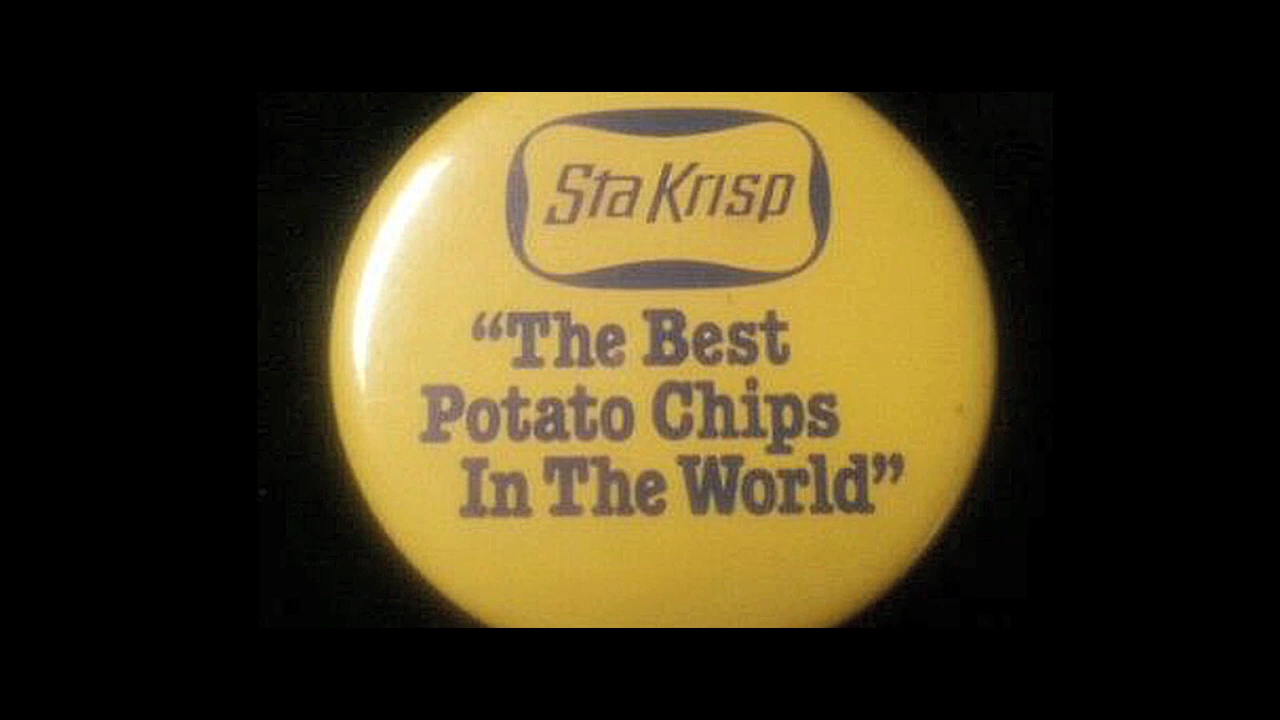 Sta Krisp
“The Best
Potato Chips
In The World”